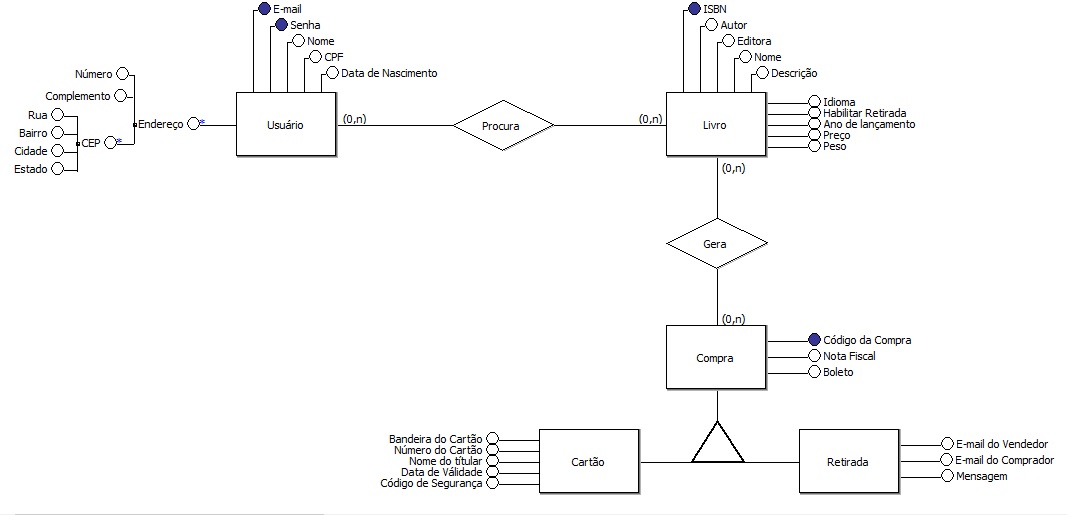 E-mail
Senha
Nome
CPF
Data de Nascimento
Número
Complemento
Rua
Bairro
Cidade
Estado
CEP
*
Endereço
*
Usuário
(0,n)
Procura
(0,n)
ISBN
Autor
Editora
Nome
Descrição
Livro
Idioma
Habilitar Retirada
Ano de lançamento
Preço
Peso
(0,n)
Gera
(0,n)
Compra
Código da Compra
Nota Fiscal
Boleto
Bandeira do Cartão
Número do Cartão
Nome do títular
Data de Válidade
Código de Segurança
Cartão
Retirada
E-mail do Vendedor
E-mail do Comprador
Mensagem